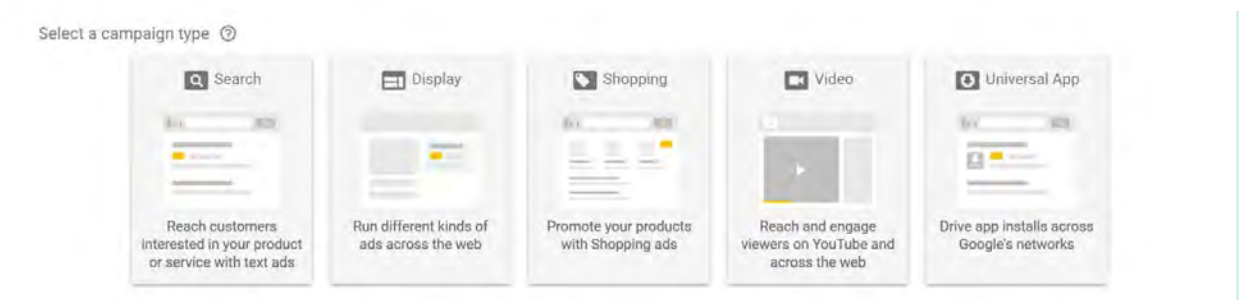 Select a campaign type
Search
Reach customers
interested in your product
or service with text ads
Display
Run different kinds of
ads across the web
Shopping
Promote your products
with Shopping ads
Video
Reach and engage
viewers on YouTube and
across the web
Universal App
Drive app installs across
Google's networks